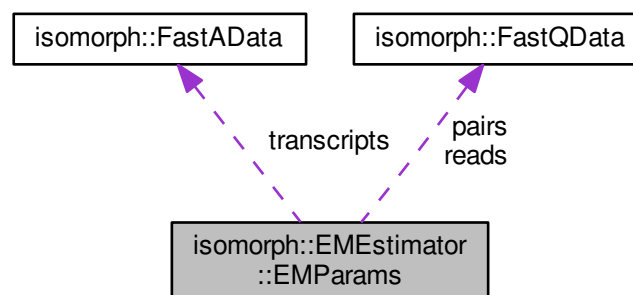 isomorph::FastAData
isomorph::FastQData
transcripts
pairs
reads
isomorph::EMEstimator
::EMParams